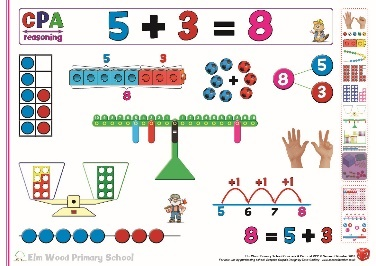 CPA
reasoning
5 + 3 = 8
5 3
8
+
8
5
3
+1 +1 +1
5 6 7 8
8 = 5 + 3
Elm Wood Primary School